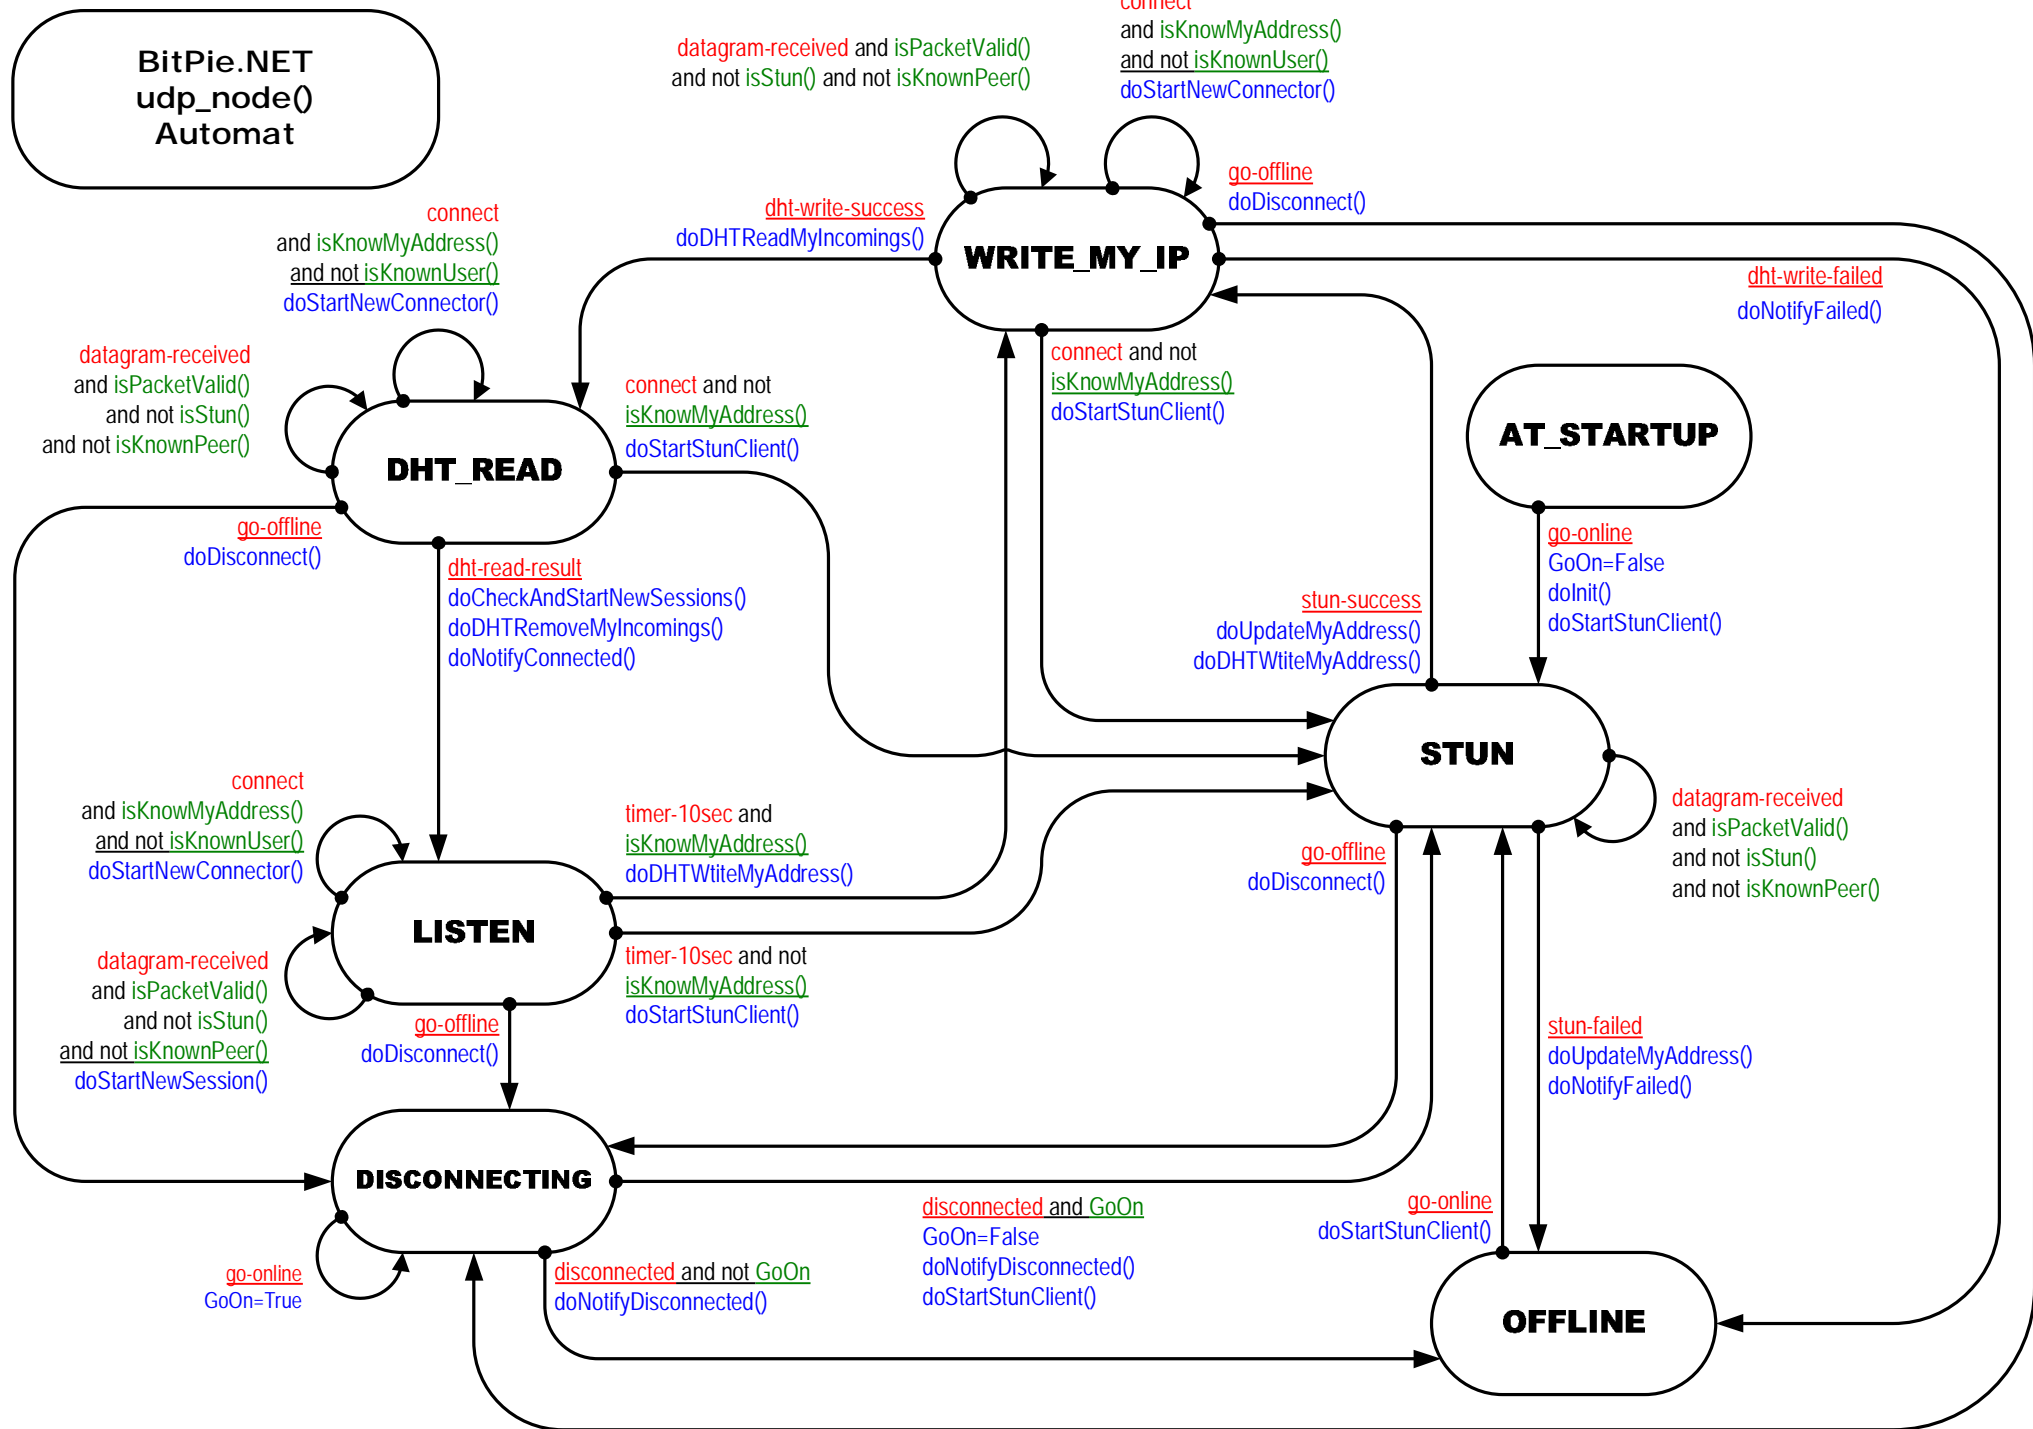 BitPie.NET
udp_node()
Automat
datagram-received and isPacketValid()
and not isStun() and not isKnownPeer()
connect
and isKnowMyAddress()
and not isKnownUser()
doStartNewConnector()
go-offline
doDisconnect()
dht-write-success
doDHTReadMyIncomings()
WRITE_MY_IP
dht-write-failed
doNotifyFailed()
connect
and isKnowMyAddress()
and not isKnownUser()
doStartNewConnector()
datagram-received
and isPacketValid()
and not isStun()
and not isKnownPeer()
connect and not
isKnowMyAddress()
doStartStunClient()
connect and not
isKnowMyAddress()
doStartStunClient()
AT_STARTUP
DHT_READ
go-offline
doDisconnect()
go-online
GoOn=False
doInit()
doStartStunClient()
dht-read-result
doCheckAndStartNewSessions()
doDHTRemoveMyIncomings()
doNotifyConnected()
stun-success
doUpdateMyAddress()
doDHTWtiteMyAddress()
STUN
connect
and isKnowMyAddress()
and not isKnownUser()
doStartNewConnector()
timer-10sec and
isKnowMyAddress()
doDHTWtiteMyAddress()
datagram-received
and isPacketValid()
and not isStun()
and not isKnownPeer()
go-offline
doDisconnect()
LISTEN
datagram-received
and isPacketValid()
and not isStun()
and not isKnownPeer()
doStartNewSession()
timer-10sec and not
isKnowMyAddress()
doStartStunClient()
go-offline
doDisconnect()
stun-failed
doUpdateMyAddress()
doNotifyFailed()
DISCONNECTING
disconnected and GoOn
GoOn=False
doNotifyDisconnected()
doStartStunClient()
go-online
doStartStunClient()
go-online
GoOn=True
disconnected and not GoOn
doNotifyDisconnected()
OFFLINE